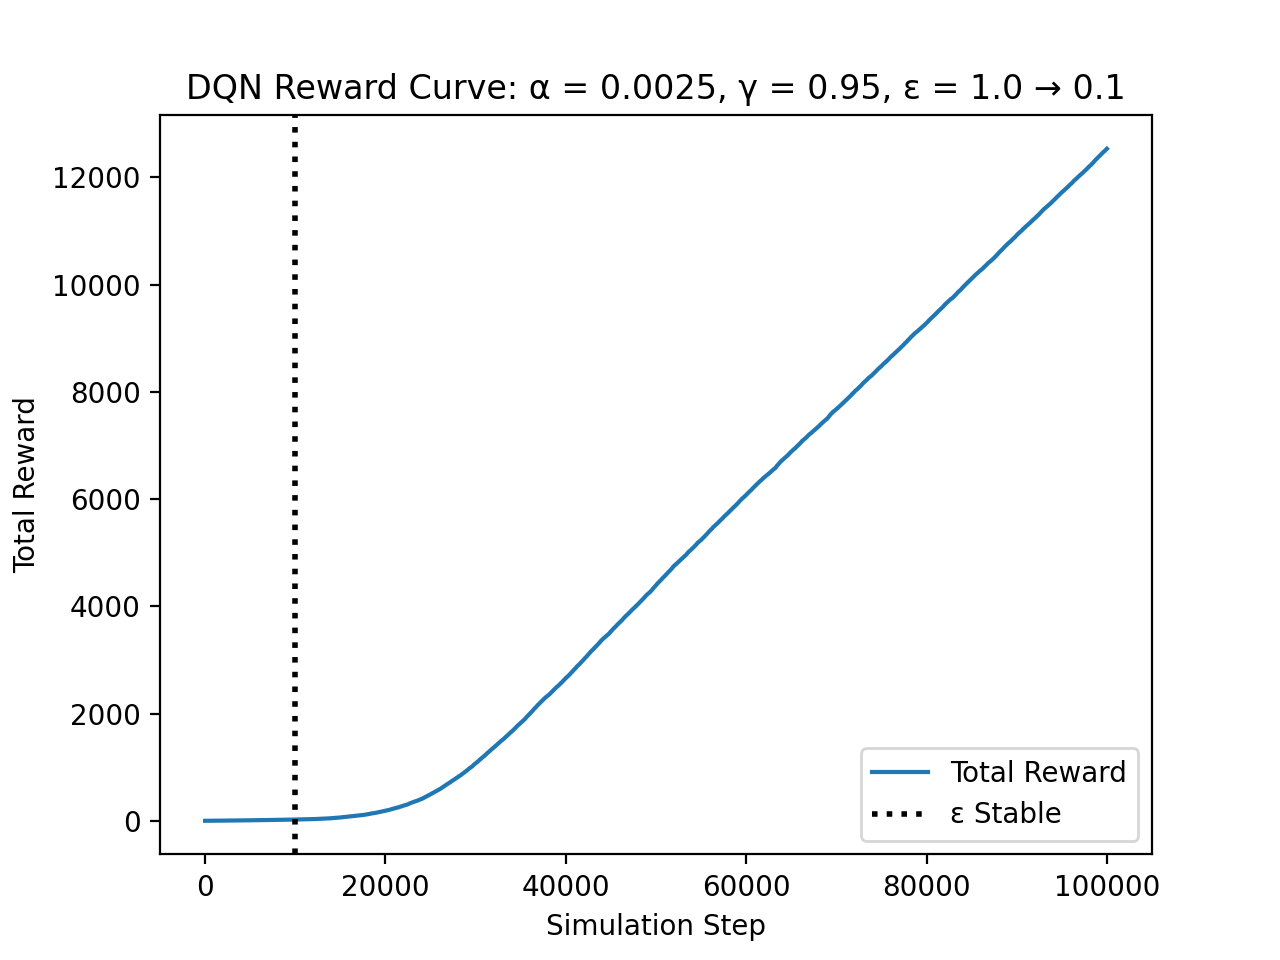 DQN Reward Curve: α = 0.0025, γ = 0.95, ε = 1.0 → 0.1
Total Reward
12000
10000
8000
6000
4000
2000
0
Total Reward
ε Stable
0 20000 40000 60000 80000 100000
Simulation Step